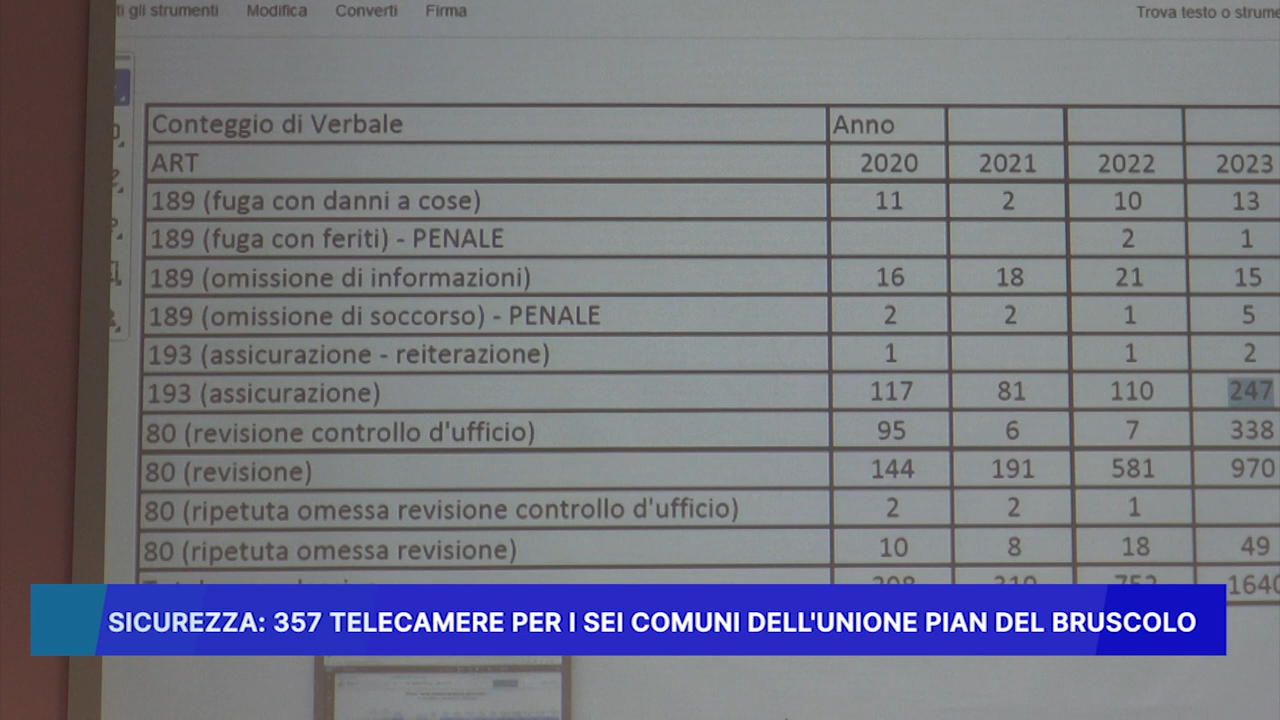 ti gli strumenti Modifica Converti Firma Trova testo o strume
Conteggio di Verbale Anno
ART 2020 2021 2022 2023
189 (fuga con danni a cose) 11 2 10 13
189 (fuga con feriti) - PENALE 2 1
189 (omissione di informazioni) 16 18 21 15
189 (omissione di soccorso) - PENALE 2 2 1 5
193 (assicurazione - reiterazione) 1 1 2
193 (assicurazione) 117 81 110 247
80 (revisione controllo d'ufficio) 95 6 7 338
80 (revisione) 144 191 581 970
80 (ripetuta omessa revisione controllo d'ufficio) 2 2 1
80 (ripetuta omessa revisione) 10 8 18 49
1640
SICUREZZA: 357 TELECAMERE PER I SEI COMUNI DELL'UNIONE PIAN DEL BRUSCOLO